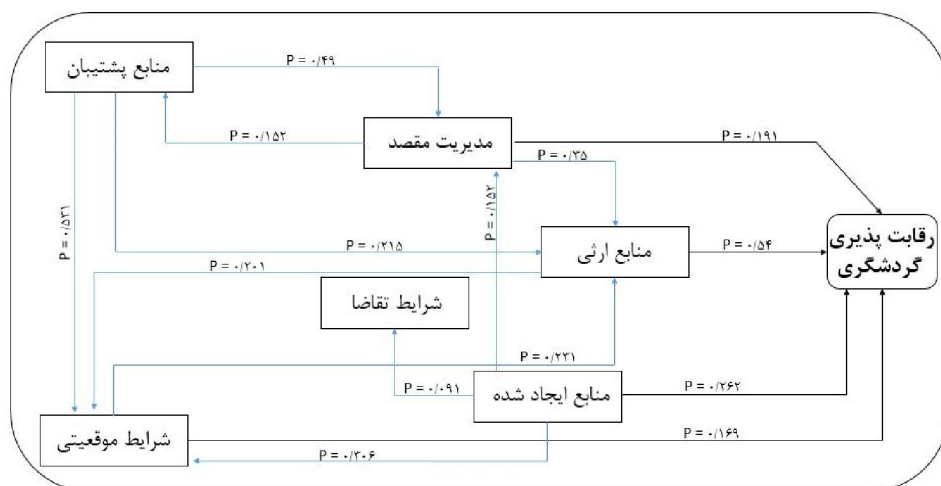 منابع پشتیبان
P = ۰/۴۹
P = ۰/۱۵۲
مدیریت مقصد
P = ۰/۱۹۱
P = ۰/۳۵
P = ۰/۵۳۱
P = ۰/۱۵۲
P = ۰/۲۱۵
منابع ارثی
P = ۰/۵۴
رقابت پذیری
گردشگری
P = ۰/۲۰۱
شرایط تقاضا
P = ۰/۲۳۱
P = ۰/۰۹۱
منابع ایجاد شده
P = ۰/۲۶۲
شرایط موقعیتی
P = ۰/۱۶۹
P = ۰/۳۰۶